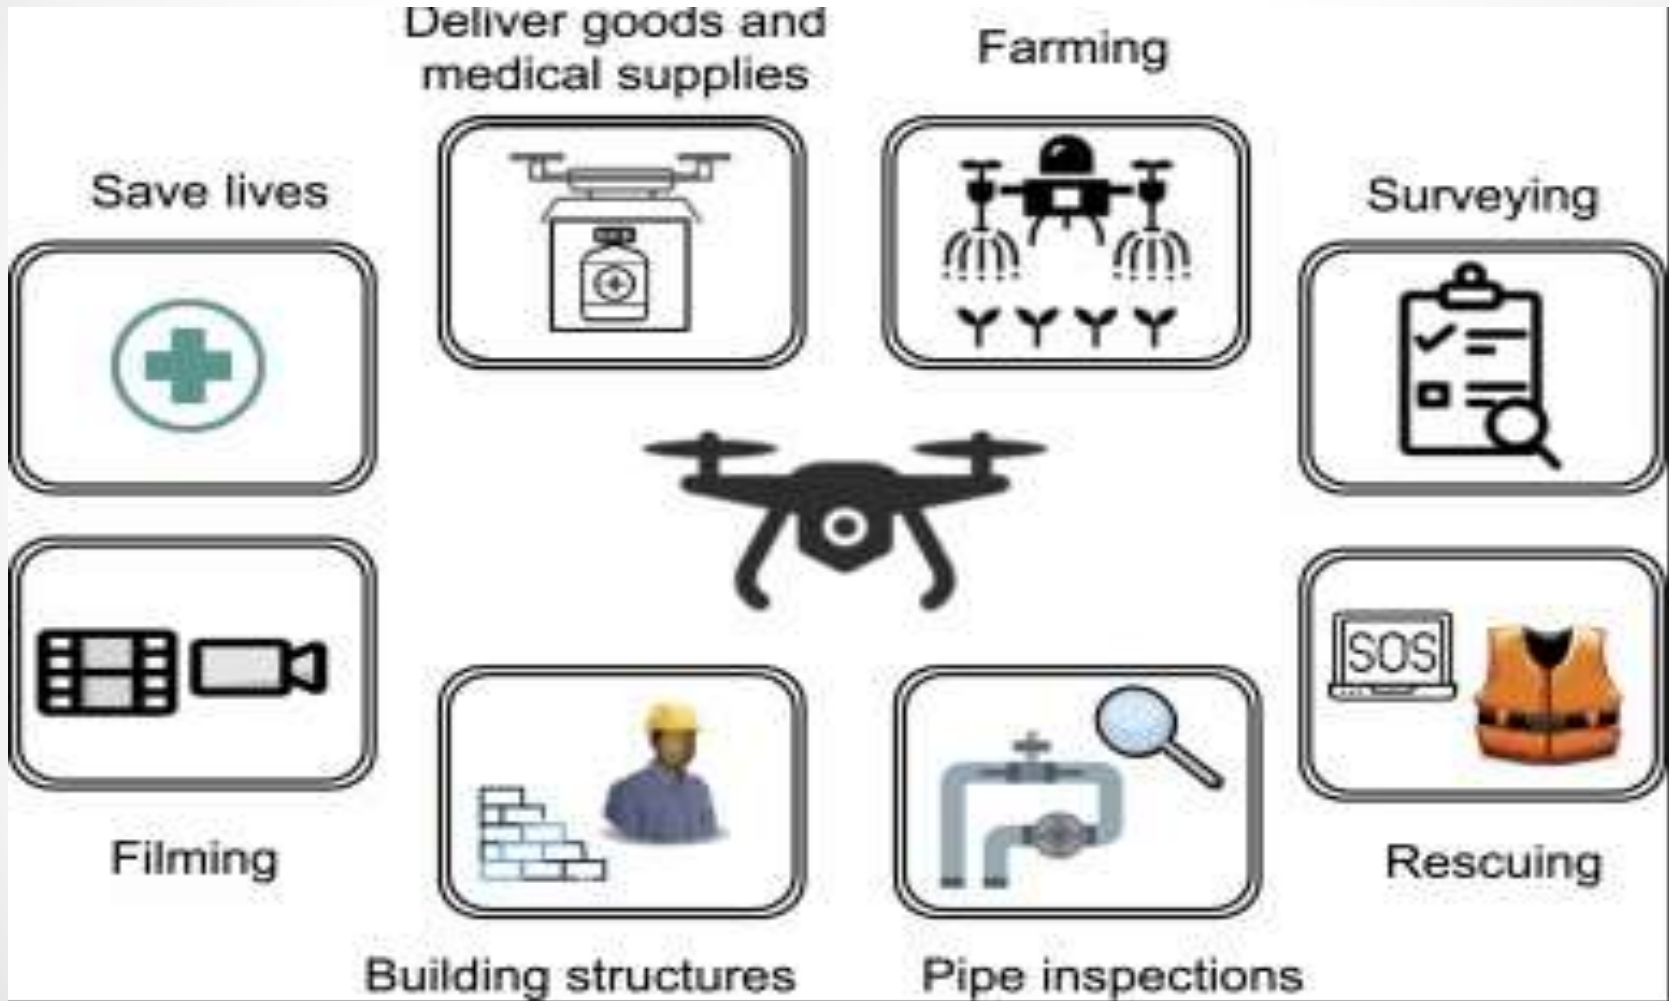 Deliver goods and
medical supplies
Farming
Save lives
Surveying
SOS
Filming
Rescuing
Building structures
Pipe inspections